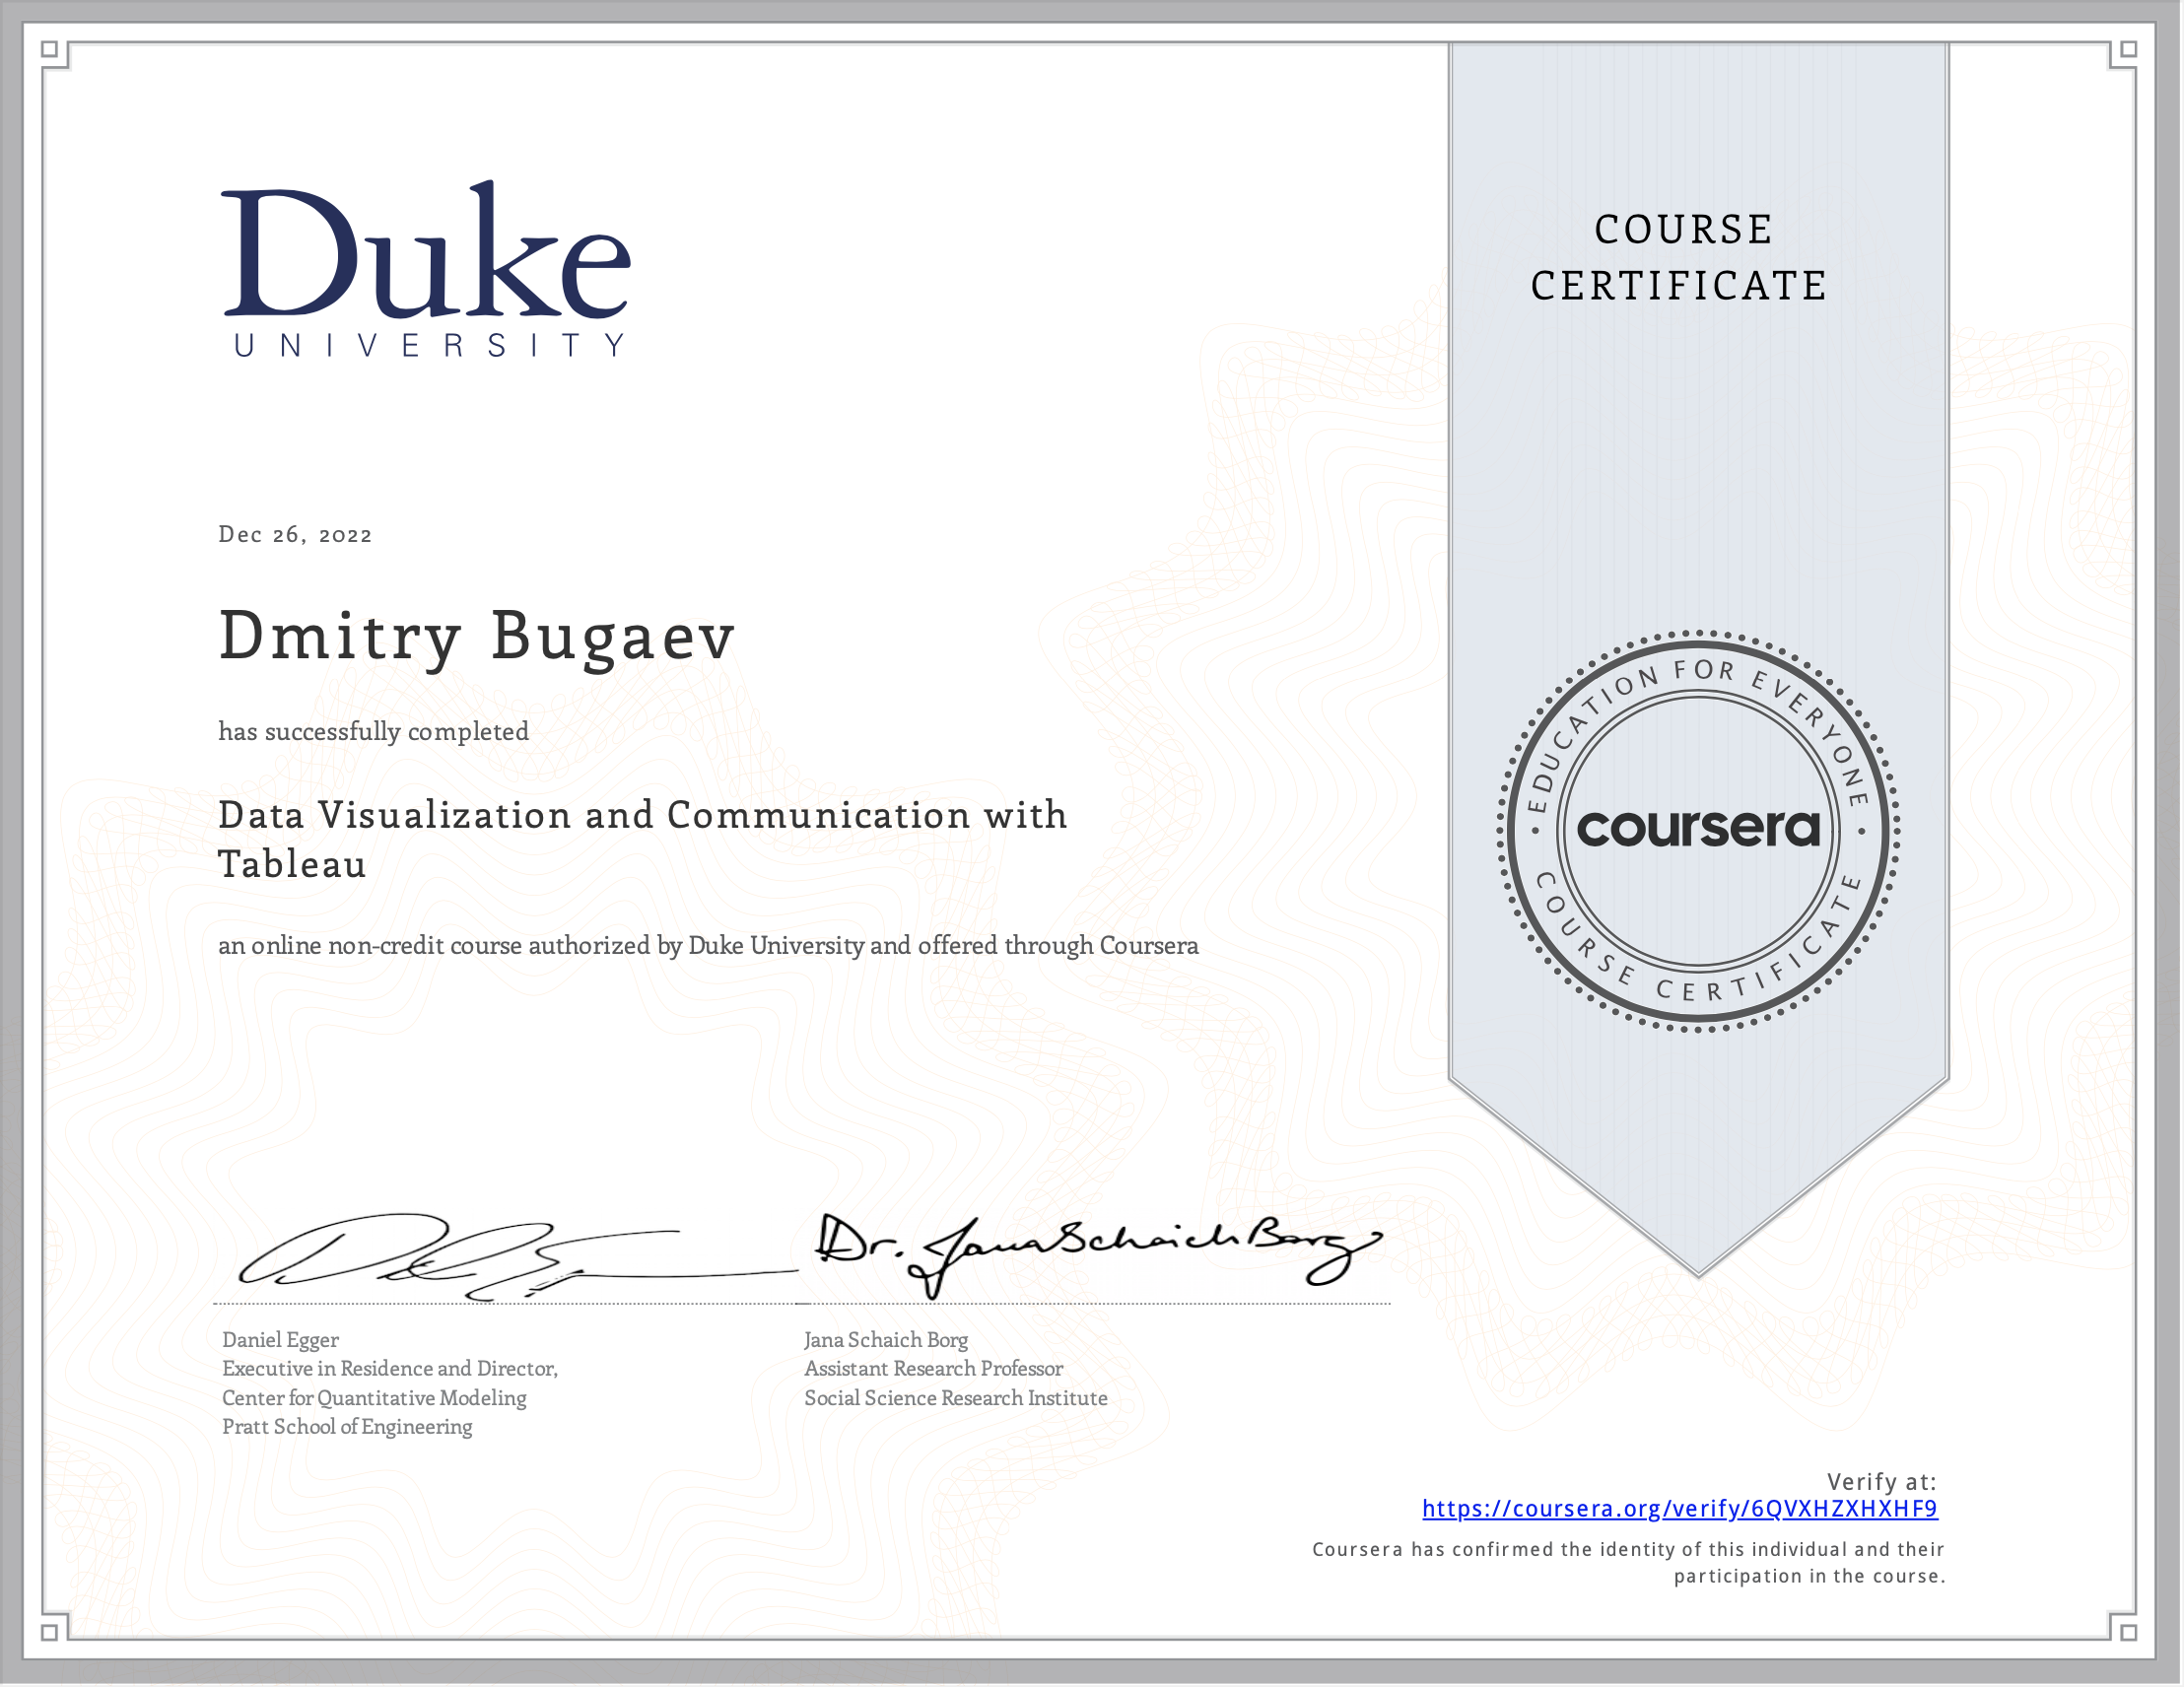 Duke
UNIVERSITY
COURSE
CERTIFICATE
Dec 26, 2022
Dmitry Bugaev
has successfully completed
Data Visualization and Communication with
Tableau
an online non-credit course authorized by Duke University and offered through Coursera
EDUCATION FOR EVERYONE
coursera
COURSE CERTIFICATE
Dr. Jana Schaich Borg
Daniel Egger
Executive in Residence and Director,
Center for Quantitative Modeling
Pratt School of Engineering
Jana Schaich Borg
Assistant Research Professor
Social Science Research Institute
Verify at:
https://coursera.org/verify/6QVXHZXHXHF9
Coursera has confirmed the identity of this individual and their
participation in the course.